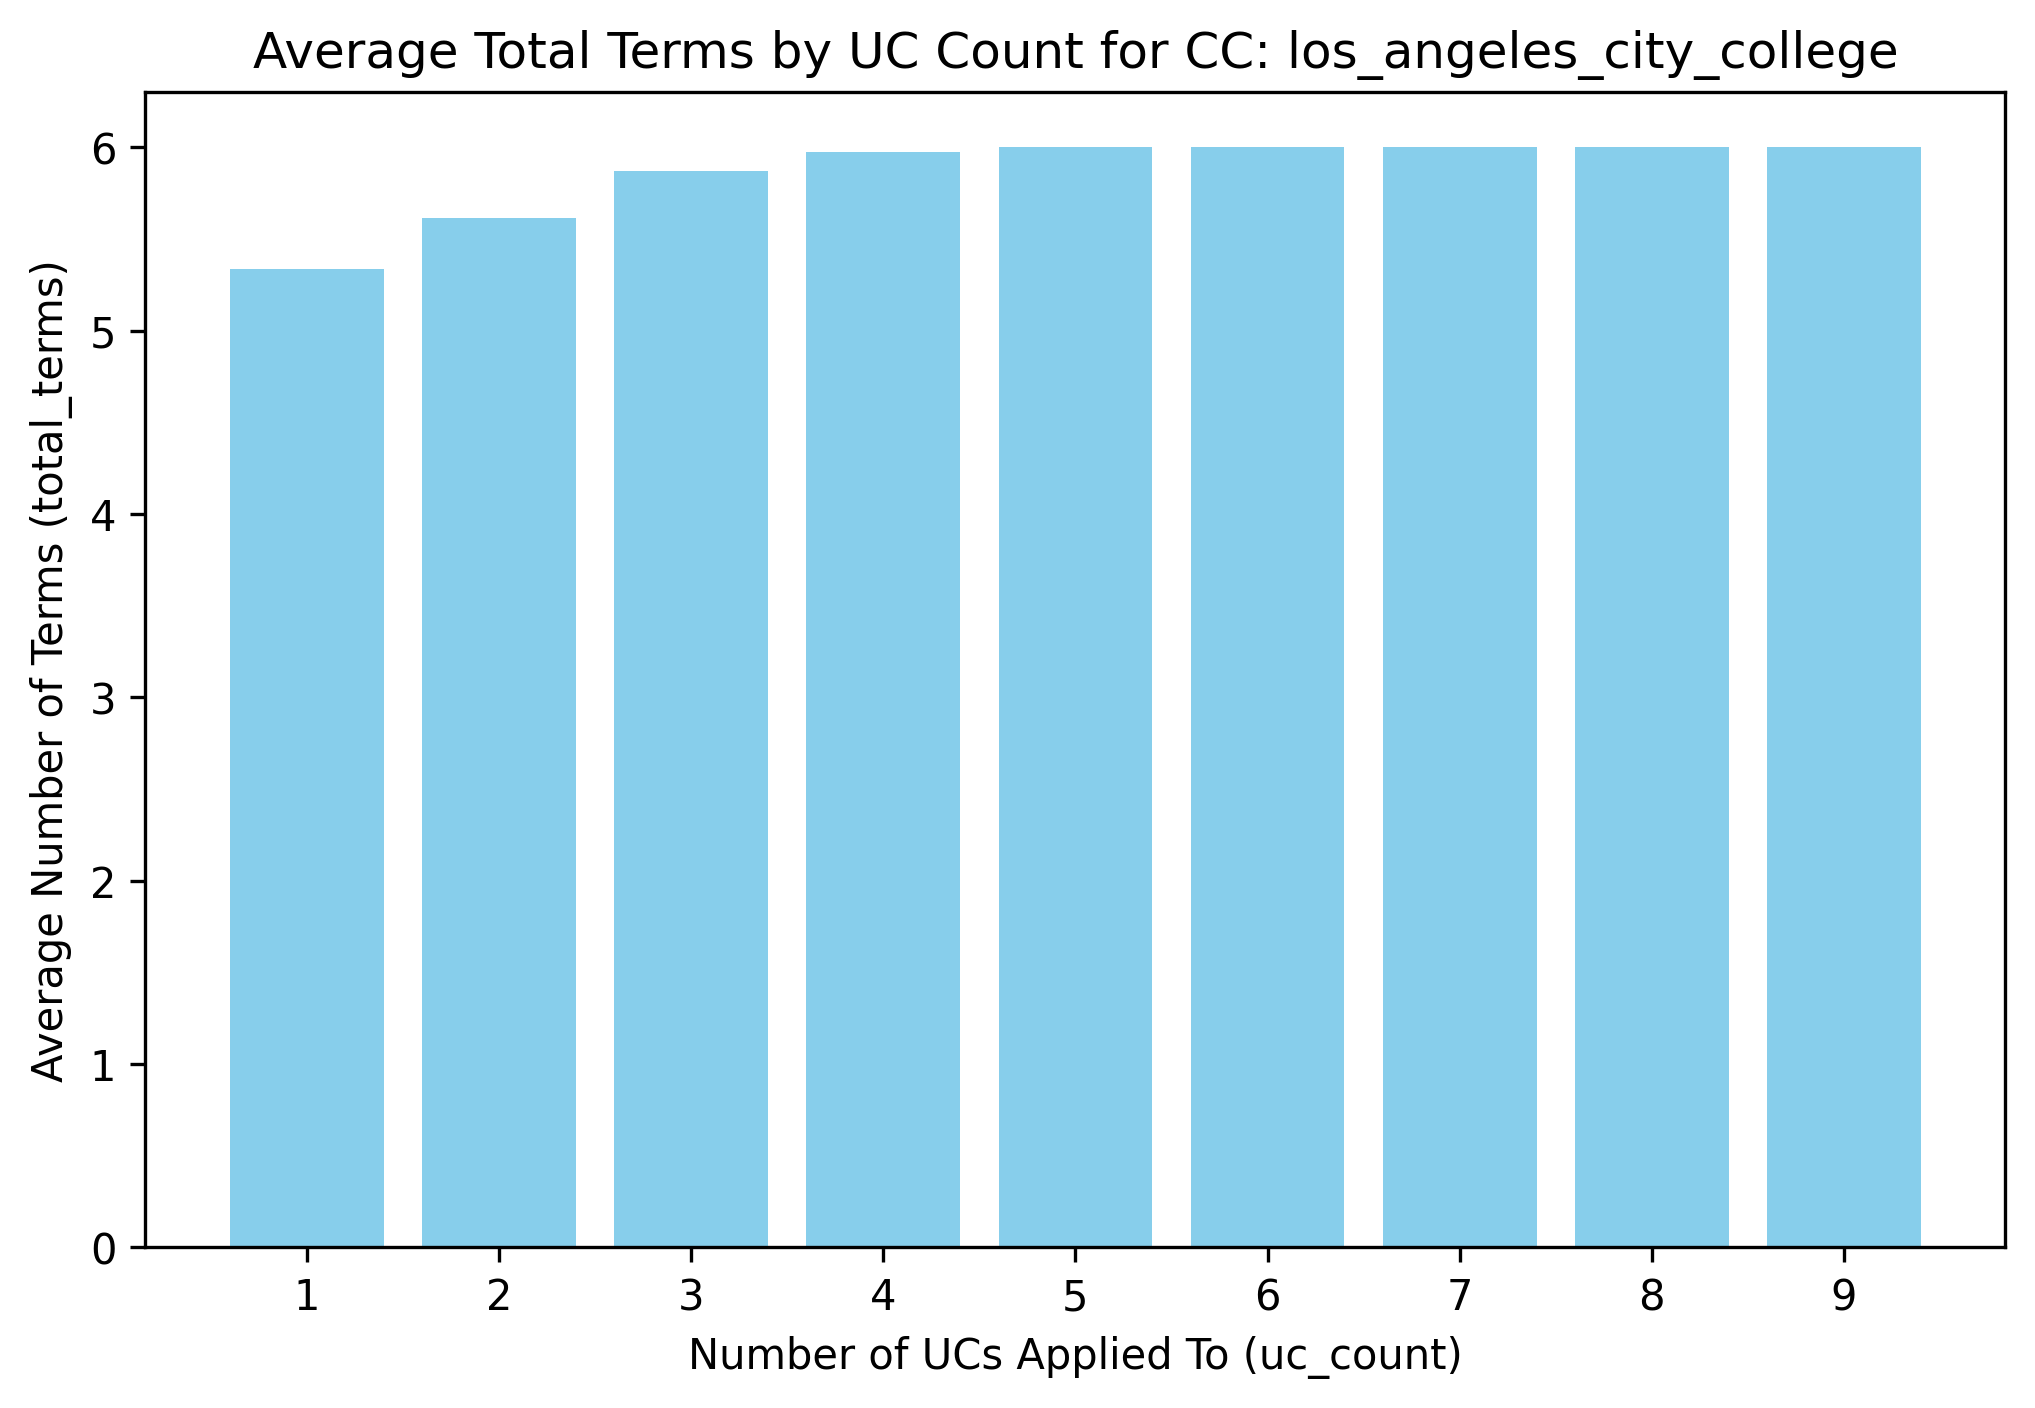 Average Total Terms by UC Count for CC: los_angeles_city_college
Average Number of Terms (total_terms)
6
5
4
3
2
1
0
1 2 3 4 5 6 7 8 9
Number of UCs Applied To (uc_count)